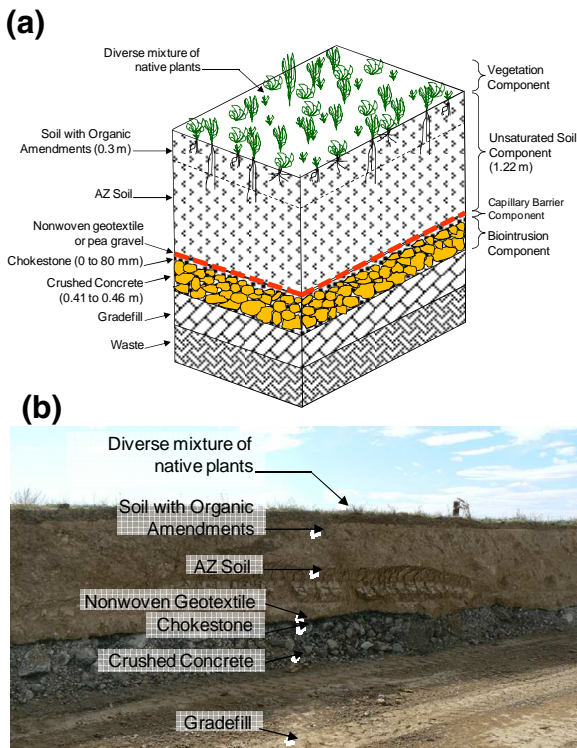 (a)
Diverse mixture of
native plants
Vegetation
Component
Soil with Organic
Amendments (0.3 m)
Unsaturated Soil
Component
(1.22 m)
AZ Soil
Capillary Barrier
Component
Nonwoven geotextile
or pea gravel
Biointrusion
Component
Chokestone (0 to 80 mm)
Crushed Concrete
(0.41 to 0.46 m)
Gradefill
Waste
(b)
Diverse mixture of
native plants
Soil with Organic
Amendments
AZ Soil
Nonwoven Geotextile
Chokestone
Crushed Concrete
Gradefill